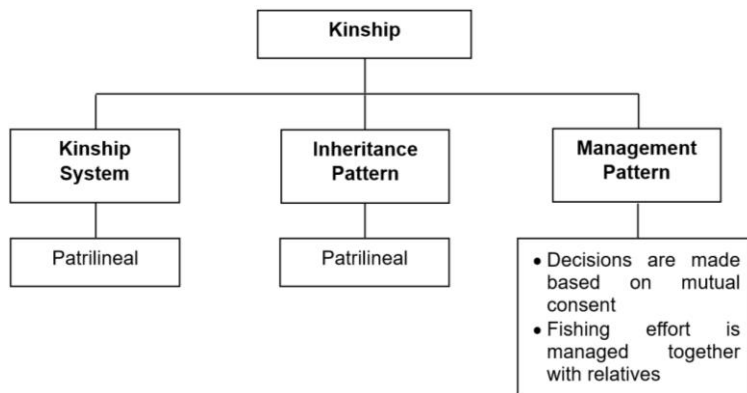 Kinship
Kinship
System
Inheritance
Pattern
Management
Pattern
Patrilineal
Patrilineal
• Decisions are made
based on mutual
consent
• Fishing effort is
managed together
with relatives